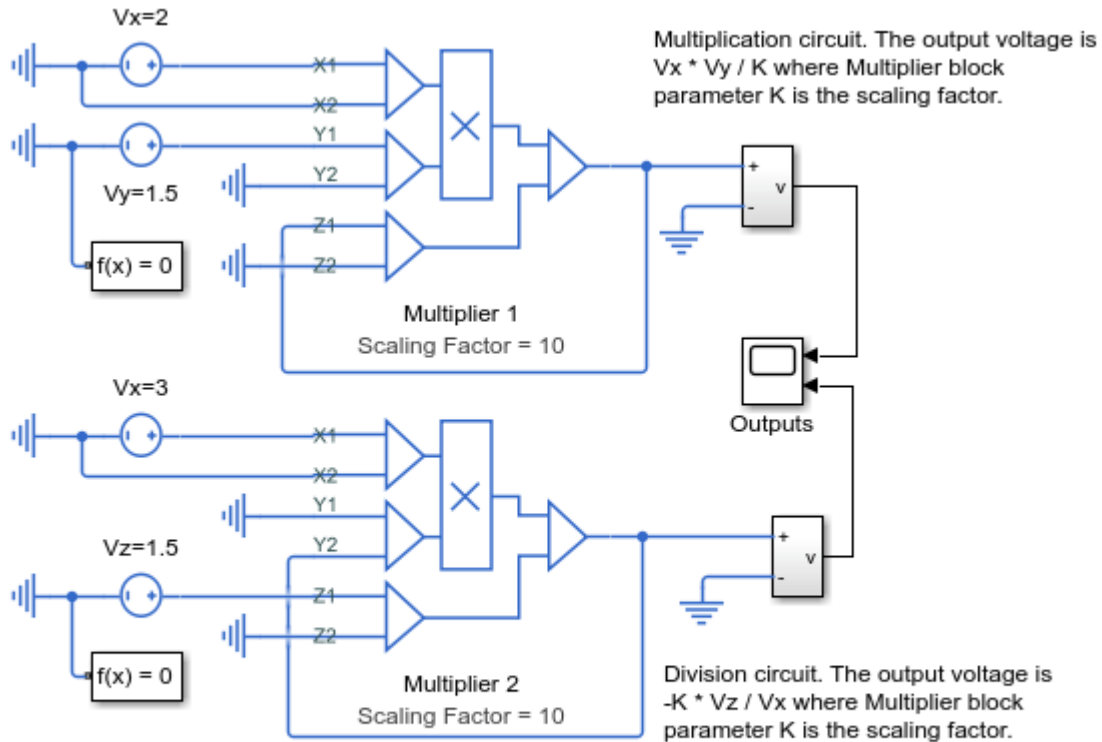 Vx=2
Multiplication circuit. The output voltage is
Vx * Vy / K where Multiplier block
parameter K is the scaling factor.
X1
X2
Y1
Y2
Vy=1.5
Z1
Z2
f(x) = 0
+
v
-
Multiplier 1
Scaling Factor = 10
Outputs
Vx=3
X1
X2
Y1
Y2
Vz=1.5
Z1
Z2
f(x) = 0
+
v
-
Multiplier 2
Scaling Factor = 10
Division circuit. The output voltage is
-K * Vz / Vx where Multiplier block
parameter K is the scaling factor.